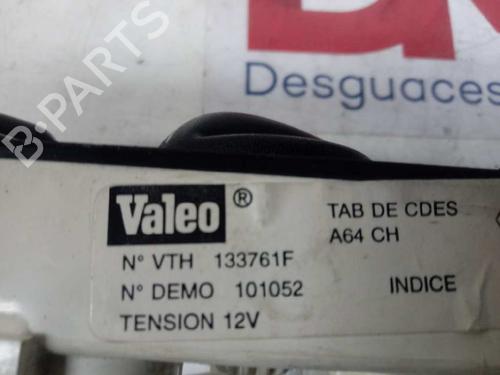 Desguaces
B-PARTS
Valeo ®
TAB DE CDES
A64 CH
N° VTH 133761F
N° DEMO 101052
INDICE
TENSION 12V